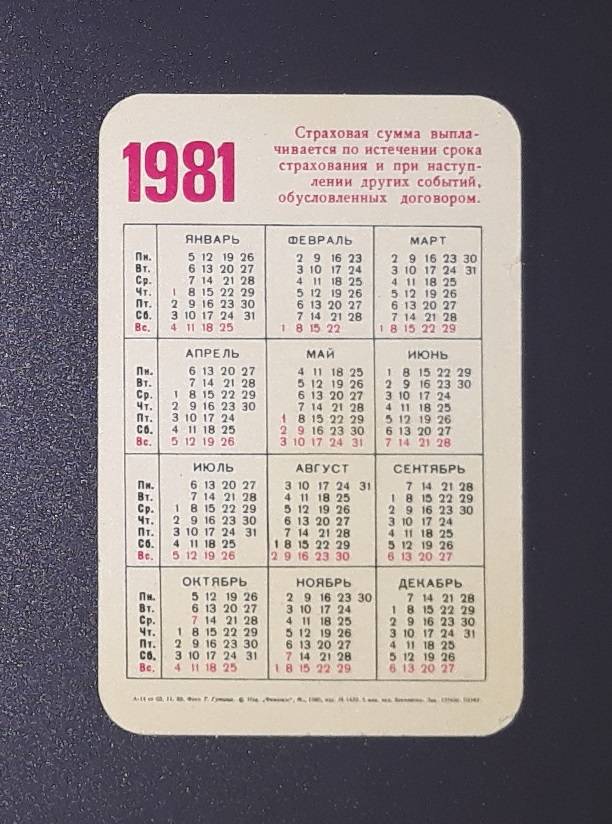 1981
Страховая сумма выпла-
чивается по истечении срока
страхования и при наступ-
лении других событий,
обусловленных договором.
ЯНВАРЬ ФЕВРАЛЬ МАРТ
Пн. 5 12 19 26 2 9 16 23 2 9 16 23 30
Вт. 6 13 20 27 3 10 17 24 3 10 17 24 31
Ср. 7 14 21 28 4 11 18 25 4 11 18 25
Чт. 1 8 15 22 29 5 12 19 26 5 12 19 26
Пт. 2 9 16 23 30 6 13 20 27 6 13 20 27
Сб. 3 10 17 24 31 7 14 21 28 7 14 21 28
Вс. 4 11 18 25 1 8 15 22 1 8 15 22 29
АПРЕЛЬ МАЙ ИЮНЬ
Пн. 6 13 20 27 4 11 18 25 1 8 15 22 29
Вт. 7 14 21 28 5 12 19 26 2 9 16 23 30
Ср. 1 8 15 22 29 6 13 20 27 3 10 17 24
Чт. 2 9 16 23 30 7 14 21 28 4 11 18 25
Пт. 3 10 17 24 1 8 15 22 29 5 12 19 26
Сб. 4 11 18 25 2 9 16 23 30 6 13 20 27
Вс. 5 12 19 26 3 10 17 24 31 7 14 21 28
ИЮЛЬ АВГУСТ СЕНТЯБРЬ
Пн. 6 13 20 27 3 10 17 24 31 7 14 21 28
Вт. 7 14 21 28 4 11 18 25 1 8 15 22 29
Ср. 1 8 15 22 29 5 12 19 26 2 9 16 23 30
Чт. 2 9 16 23 30 6 13 20 27 3 10 17 24
Пт. 3 10 17 24 31 7 14 21 28 4 11 18 25
Сб. 4 11 18 25 1 8 15 22 29 5 12 19 26
Вс. 5 12 19 26 2 9 16 23 30 6 13 20 27
ОКТЯБРЬ НОЯБРЬ ДЕКАБРЬ
Пн. 5 12 19 26 2 9 16 23 30 7 14 21 28
Вт. 6 13 20 27 3 10 17 24 1 8 15 22 29
Ср. 7 14 21 28 4 11 18 25 2 9 16 23 30
Чт. 1 8 15 22 29 5 12 19 26 3 10 17 24 31
Пт. 2 9 16 23 30 6 13 20 27 4 11 18 25
Сб. 3 10 17 24 31 7 14 21 28 5 12 19 26
Вс. 4 11 18 25 1 8 15 22 29 6 13 20 27